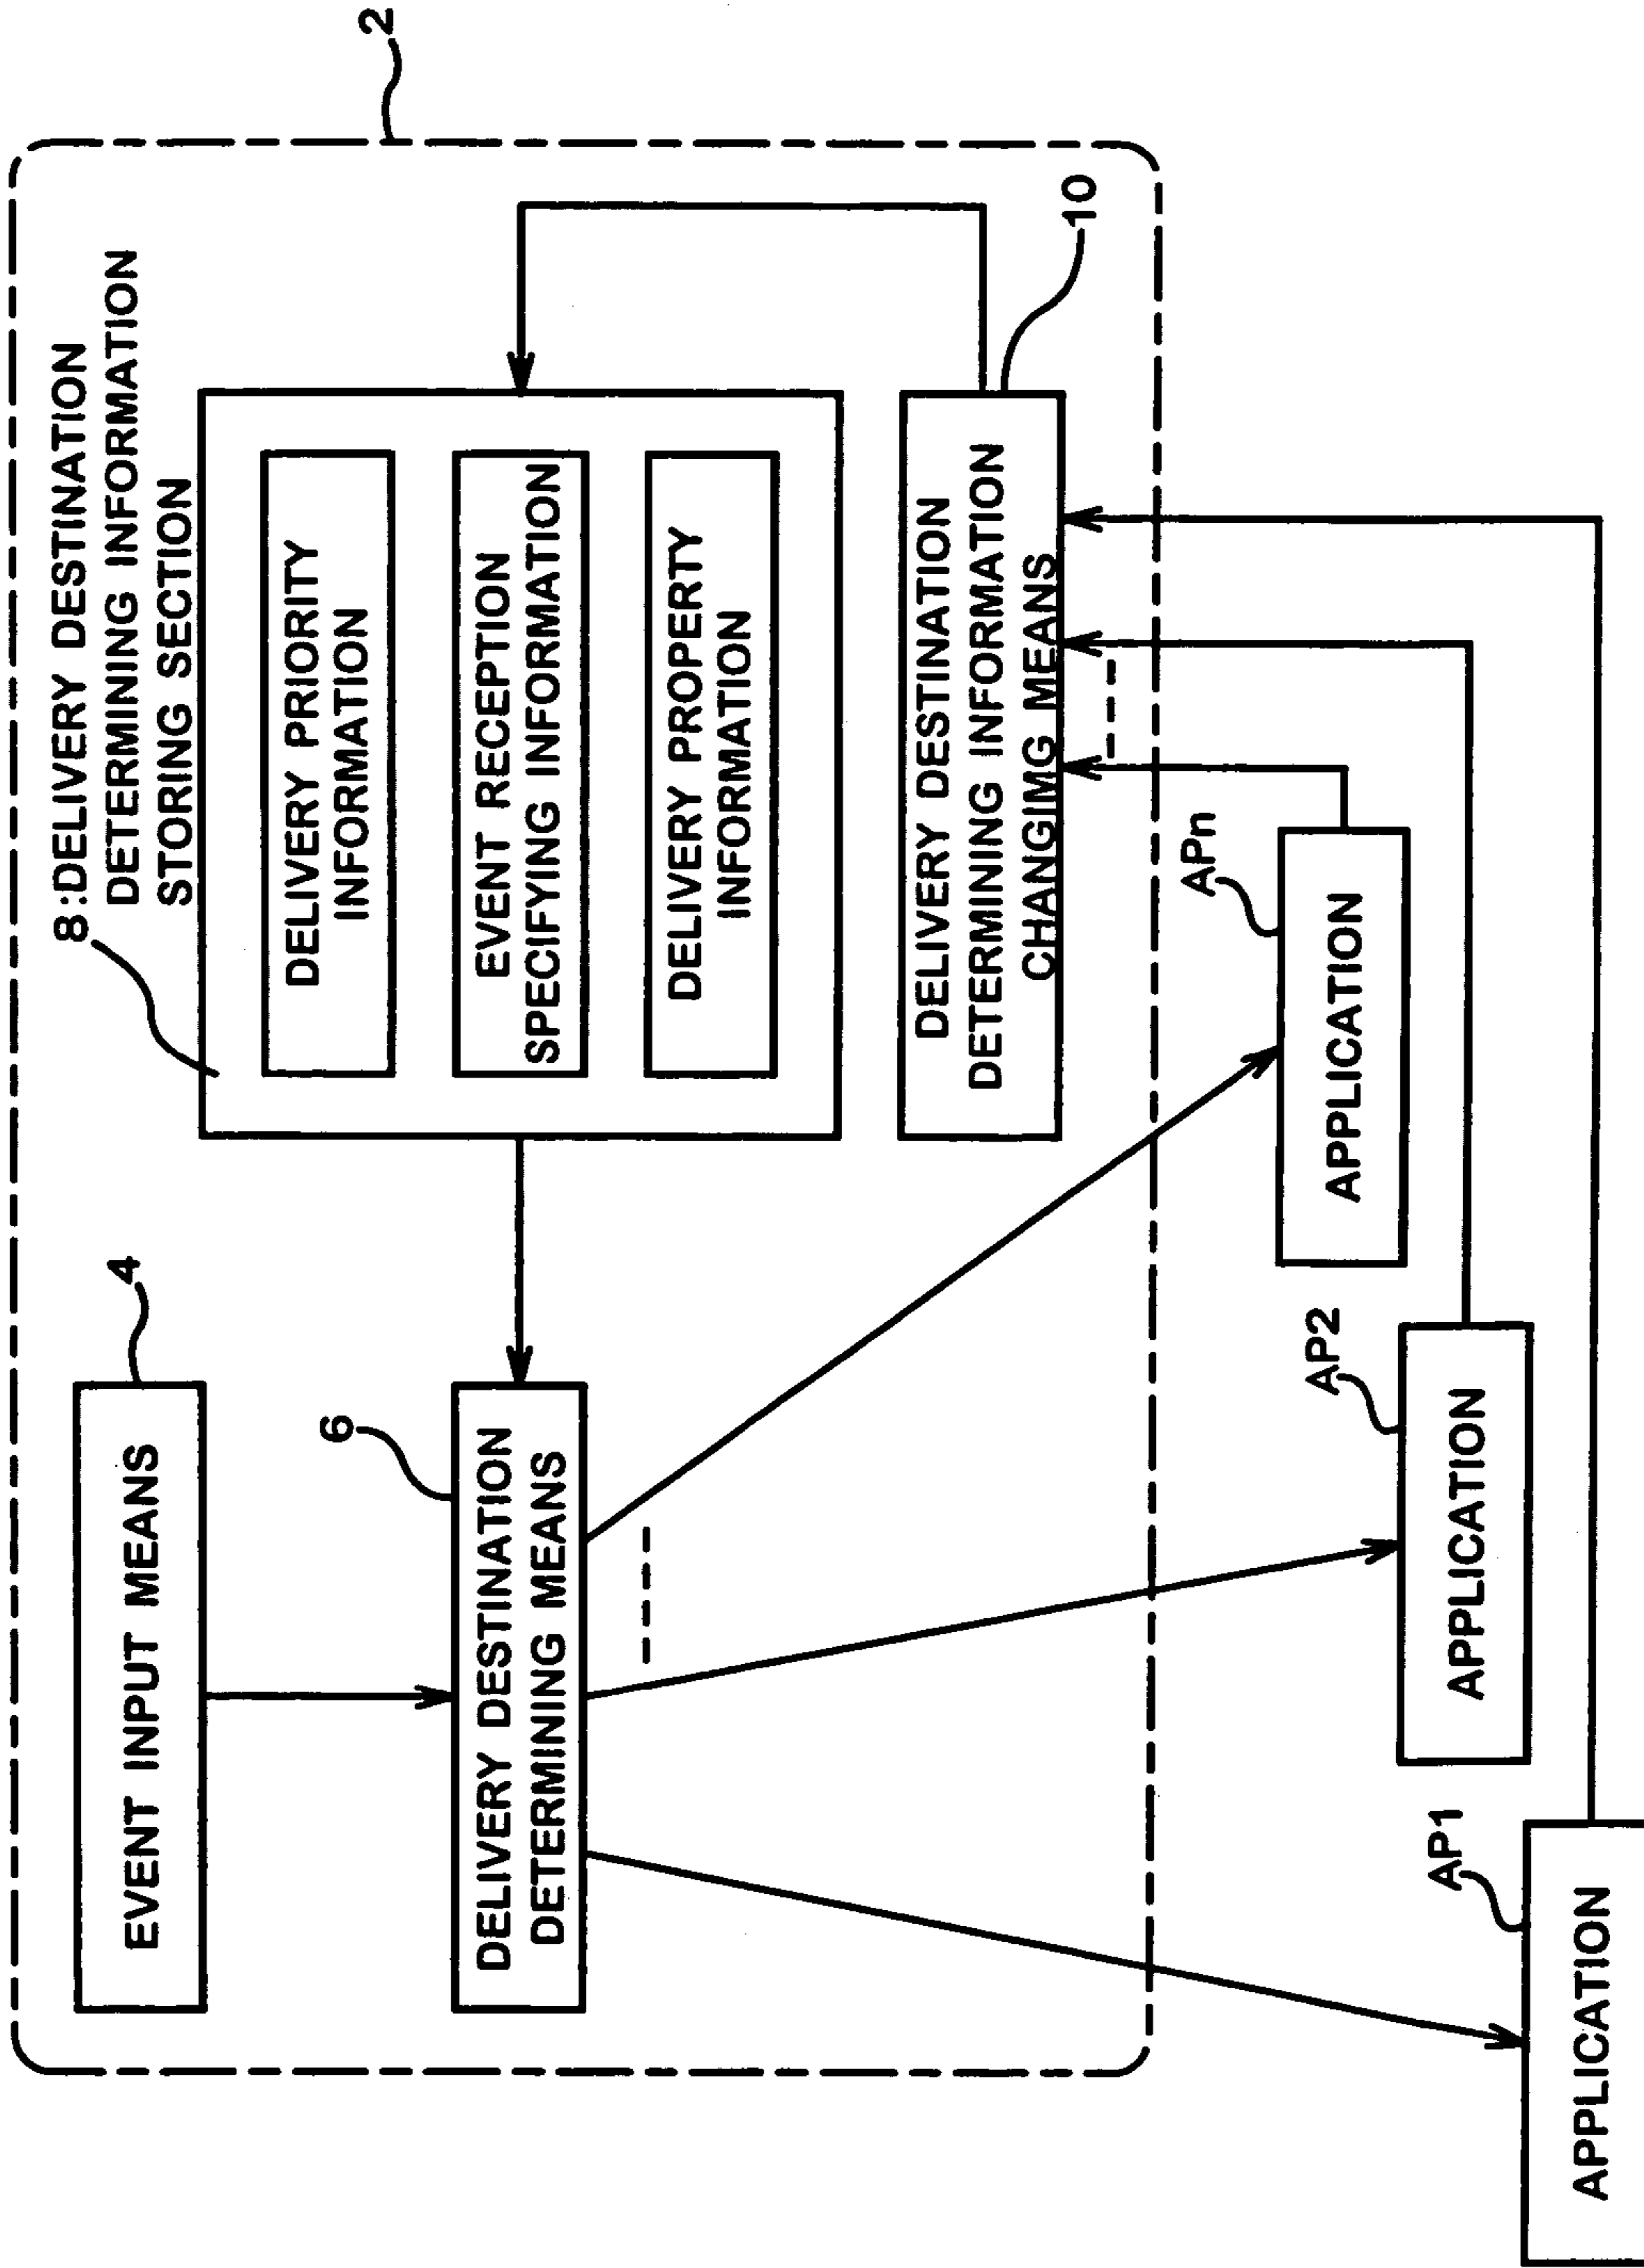 2
4
EVENT INPUT MEANS
8:DELIVERY DESTINATION
DETERMINING INFORMATION
STORING SECTION
DELIVERY PRIORITY
INFORMATION
EVENT RECEPTION
SPECIFYING INFORMATION
DELIVERY PROPERTY
INFORMATION
6
DELIVERY DESTINATION
DETERMINING MEANS
10
DELIVERY DESTINATION
DETERMINING INFORMATION
CHANGIMG MEANS
APn
APPLICATION
AP2
APPLICATION
AP1
APPLICATION